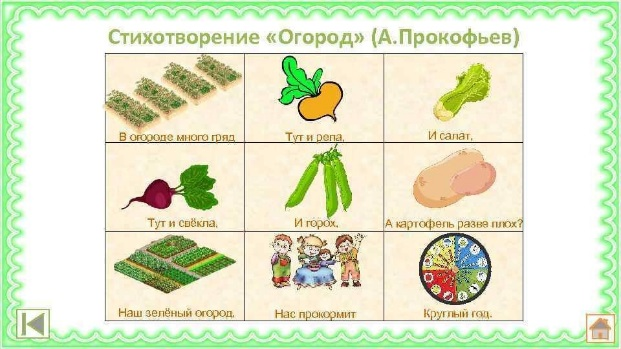 Стихотворение «Огород» (А.Прокофьев)
В огороде много гряд
Тут и репа,
И салат,
Тут и свёкла,
И горох,
А картофель разве плох?
Наш зелёный огород,
Нас прокормит
Круглый год.